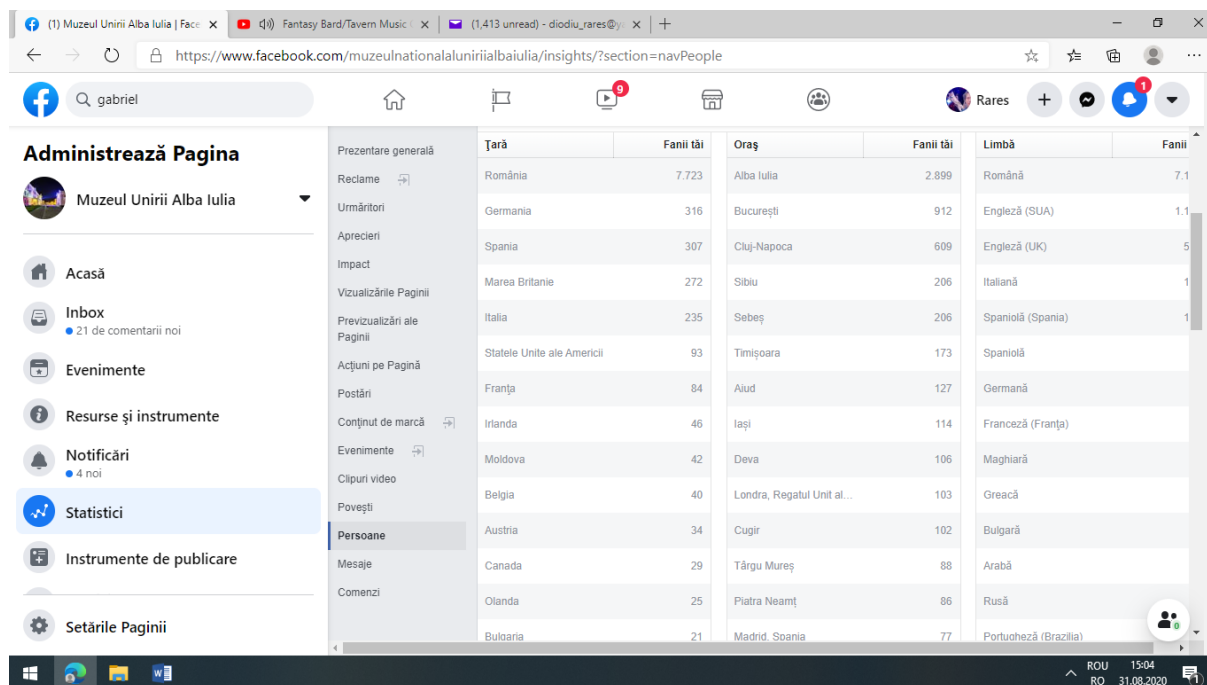 (1) Muzeul Unirii Alba Iulia | Face
Fantasy Bard/Tavern Music
(1,413 unread) - diodiu_rares@y
https://www.facebook.com/muzeulnationalaluniriialbaiulia/insights/?section=navPeople
gabriel
9
Rares
1
Administrează Pagina
Muzeul Unirii Alba Iulia
Acasă
Inbox
21 de comentarii noi
Evenimente
Resurse și instrumente
Notificări
4 noi
Statistici
Instrumente de publicare
Setările Paginii
Prezentare generală
Reclame
Urmăritori
Aprecieri
Impact
Vizualizările Paginii
Previzualizări ale
Paginii
Acțiuni pe Pagină
Postări
Conținut de marcă
Evenimente
Clipuri video
Povești
Persoane
Mesaje
Comenzi
Țară Fanii tăi
România 7.723
Germania 316
Spania 307
Marea Britanie 272
Italia 235
Statele Unite ale Americii 93
Franța 84
Irlanda 46
Moldova 42
Belgia 40
Austria 34
Canada 29
Olanda 25
Bulgaria 21
Oraș Fanii tăi
Alba Iulia 2.899
București 912
Cluj-Napoca 609
Sibiu 206
Sebeș 206
Timișoara 173
Aiud 127
Iași 114
Deva 106
Londra, Regatul Unit al... 103
Cugir 102
Târgu Mureș 88
Piatra Neamț 86
Madrid, Spania 77
Limbă Fanii
Română 7.1
Engleză (SUA) 1.1
Engleză (UK) 5
Italiană 1
Spaniolă (Spania) 1
Spaniolă
Germană
Franceză (Franța)
Maghiară
Greacă
Bulgară
Arabă
Rusă
Portugheză (Brazilia)
0
ROU
RO
15:04
31.08.2020
1